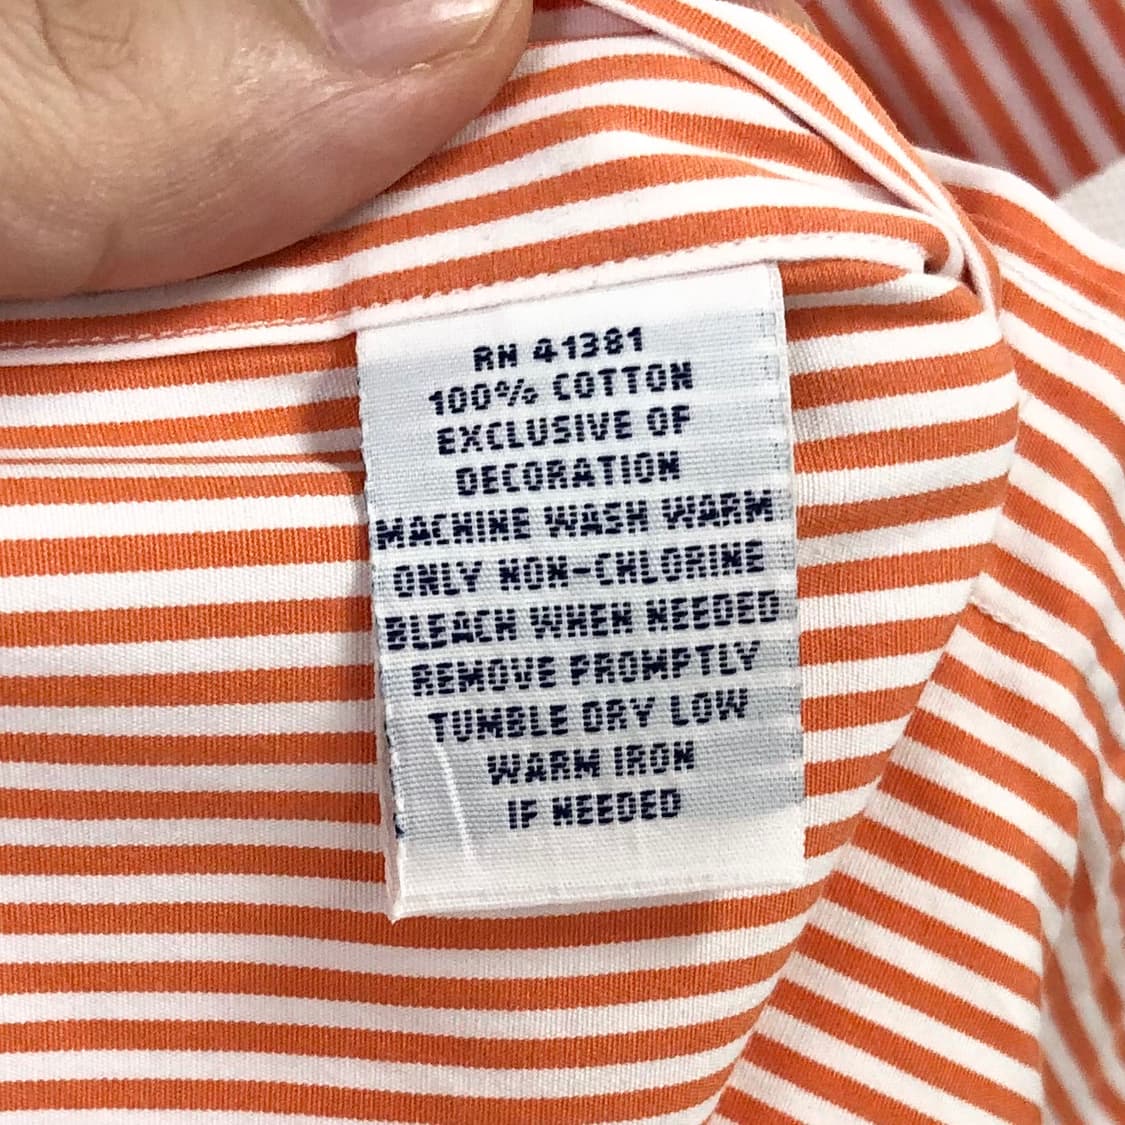 RN 41381
100% COTTON
EXCLUSIVE OF
DECORATION
MACHINE WASH WARM
ONLY NON-CHLORINE
BLEACH WHEN NEEDED
REMOVE PROMPTLY
TUMBLE DRY LOW
WARM IRON
IF NEEDED